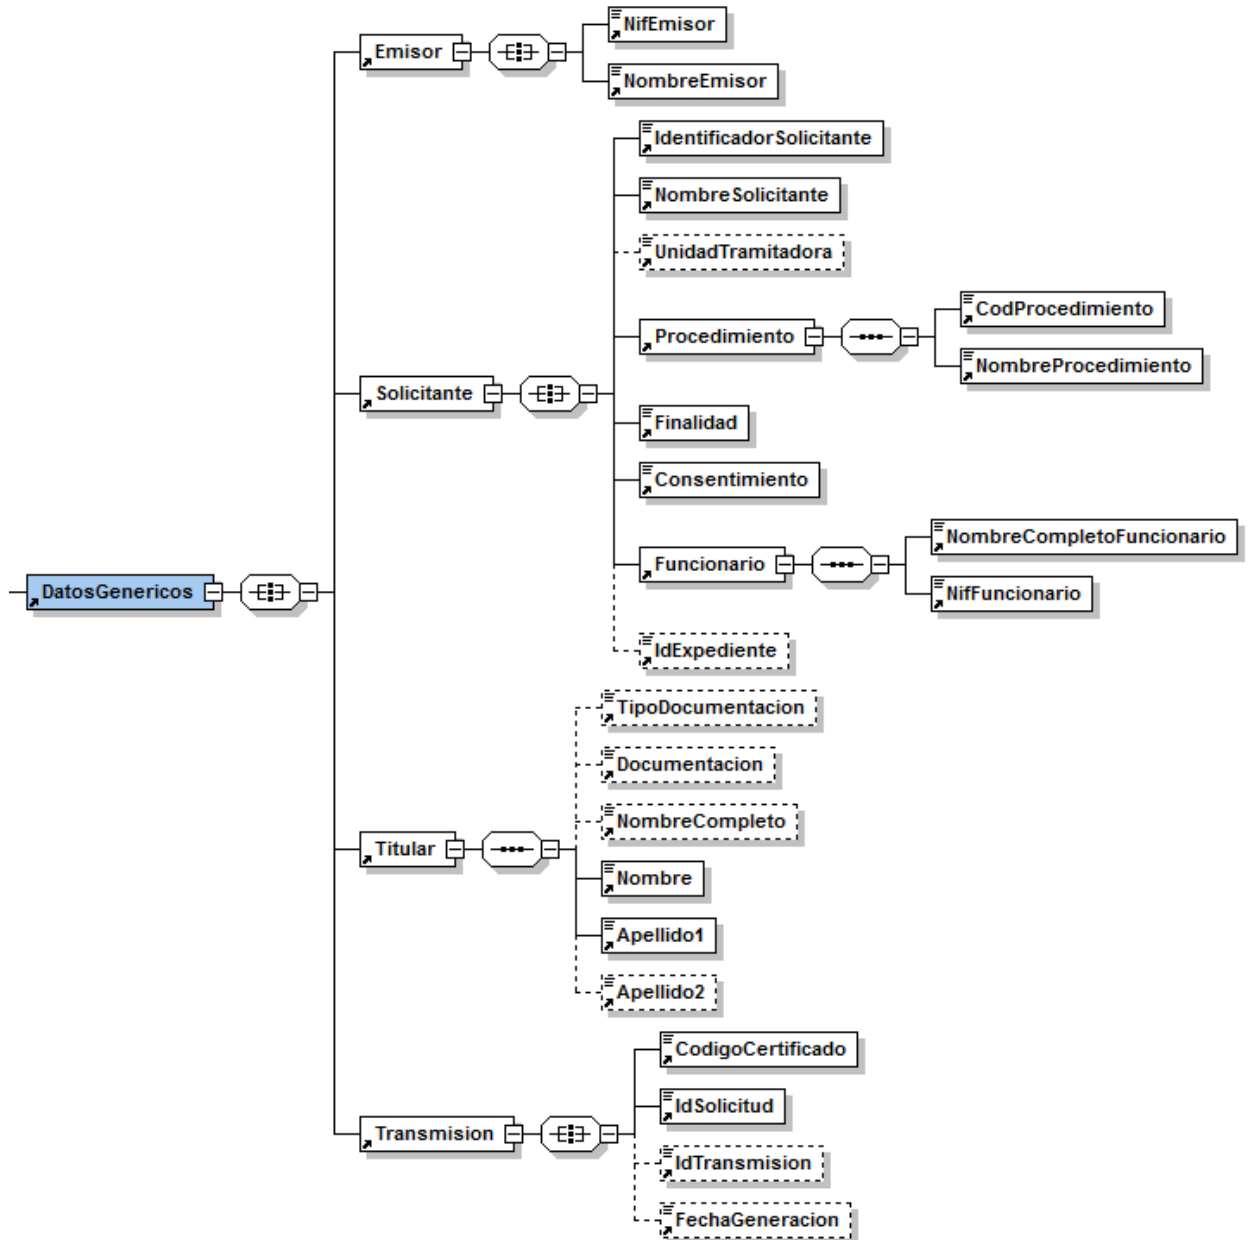 Emisor
NifEmisor
NombreEmisor
IdentificadorSolicitante
NombreSolicitante
UnidadTramitadora
Procedimiento
CodProcedimiento
NombreProcedimiento
Solicitante
Finalidad
Consentimiento
Funcionario
NombreCompletoFuncionario
NifFuncionario
DatosGenericos
IdExpediente
TipoDocumentacion
Documentacion
NombreCompleto
Titular
Nombre
Apellido1
Apellido2
CodigoCertificado
IdSolicitud
Transmision
IdTransmision
FechaGeneracion